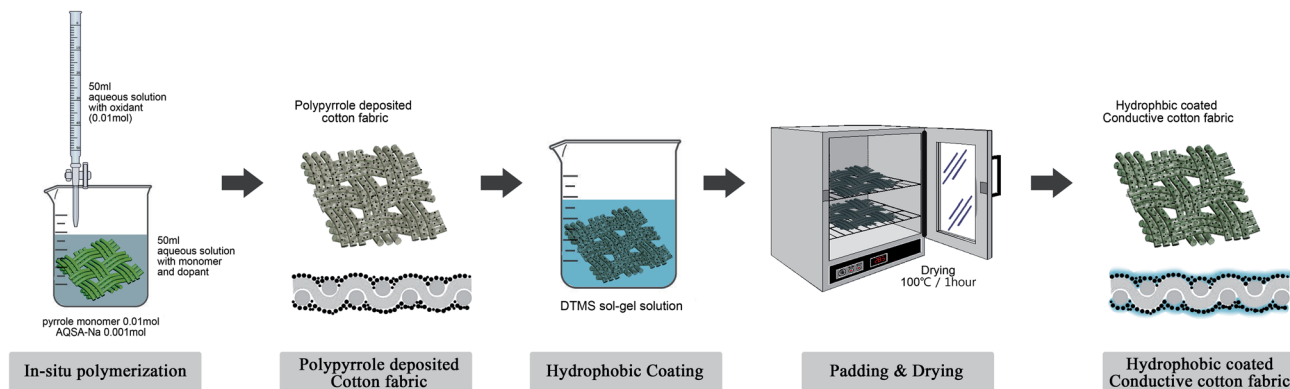 50ml
aqueous solution
with oxidant
(0.01mol)
50ml
aqueous solution
with monomer
and dopant
pyrrole monomer 0.01mol
AQSA-Na 0.001mol
In-situ polymerization
Polypyrrole deposited
cotton fabric
Polypyrrole deposited
Cotton fabric
DTMS sol-gel solution
Hydrophobic Coating
Drying
100℃ / 1hour
Padding & Drying
Hydrophbic coated
Conductive cotton fabric
Hydrophobic coated
Conductive cotton fabric